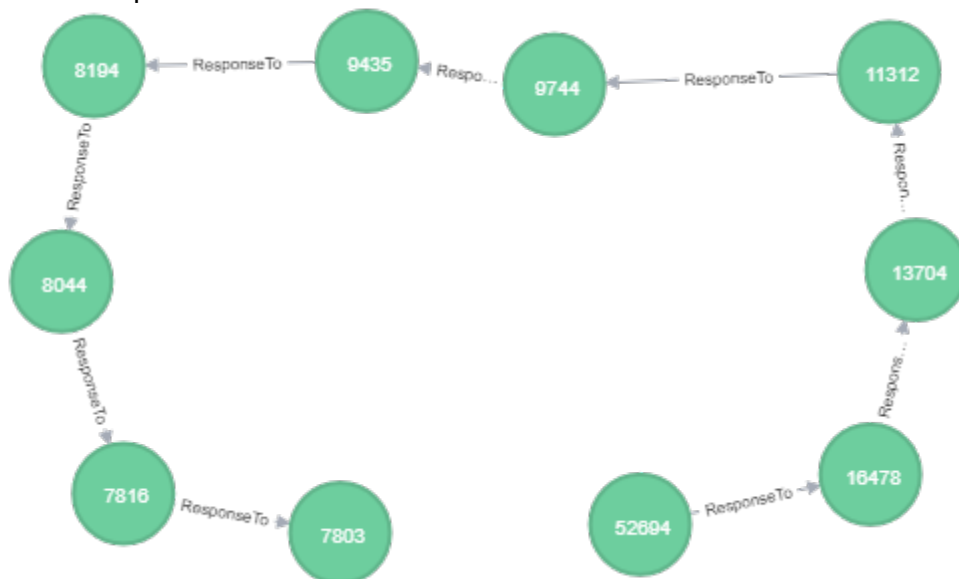 8194
ResponseTo
9435
Respo...
9744
ResponseTo
11312
ResponseTo
Respon...
8044
13704
ResponseTo
Respons...
7816
ResponseTo
7803
52694
ResponseTo
16478